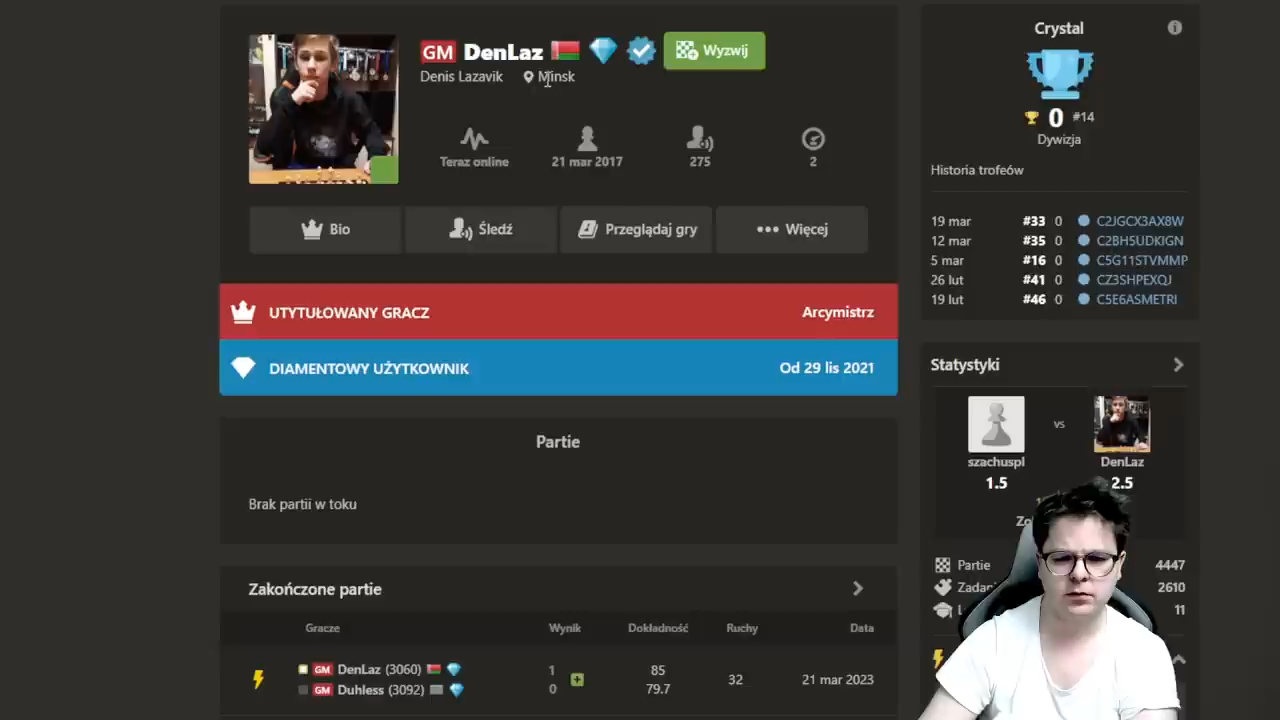 GM DenLaz
Wyzwij
Denis Lazavik Minsk
Teraz online
21 mar 2017
275
2
Bio
Śledź
Przeglądaj gry
Więcej
UTYTUŁOWANY GRACZ
Arcymistrz
DIAMENTOWY UŻYTKOWNIK
Od 29 lis 2021
Partie
Brak partii w toku
Zakończone partie
Gracze Wynik Dokładność Ruchy Data
GM DenLaz (3060) 1 85
GM Duhless (3092) 0 79.7
32 21 mar 2023
Crystal
0 #14
Dywizja
Historia trofeów
19 mar #33 0 C2JGCX3AX8W
12 mar #35 0 C2BH5UDKIGN
5 mar #16 0 C5G11STVMMP
26 lut #41 0 CZ3SHPEXQJ
19 lut #46 0 C5E6ASMETRI
Statystyki
vs
szachuspl DenLaz
1.5 2.5
Partie 4447
2610
11